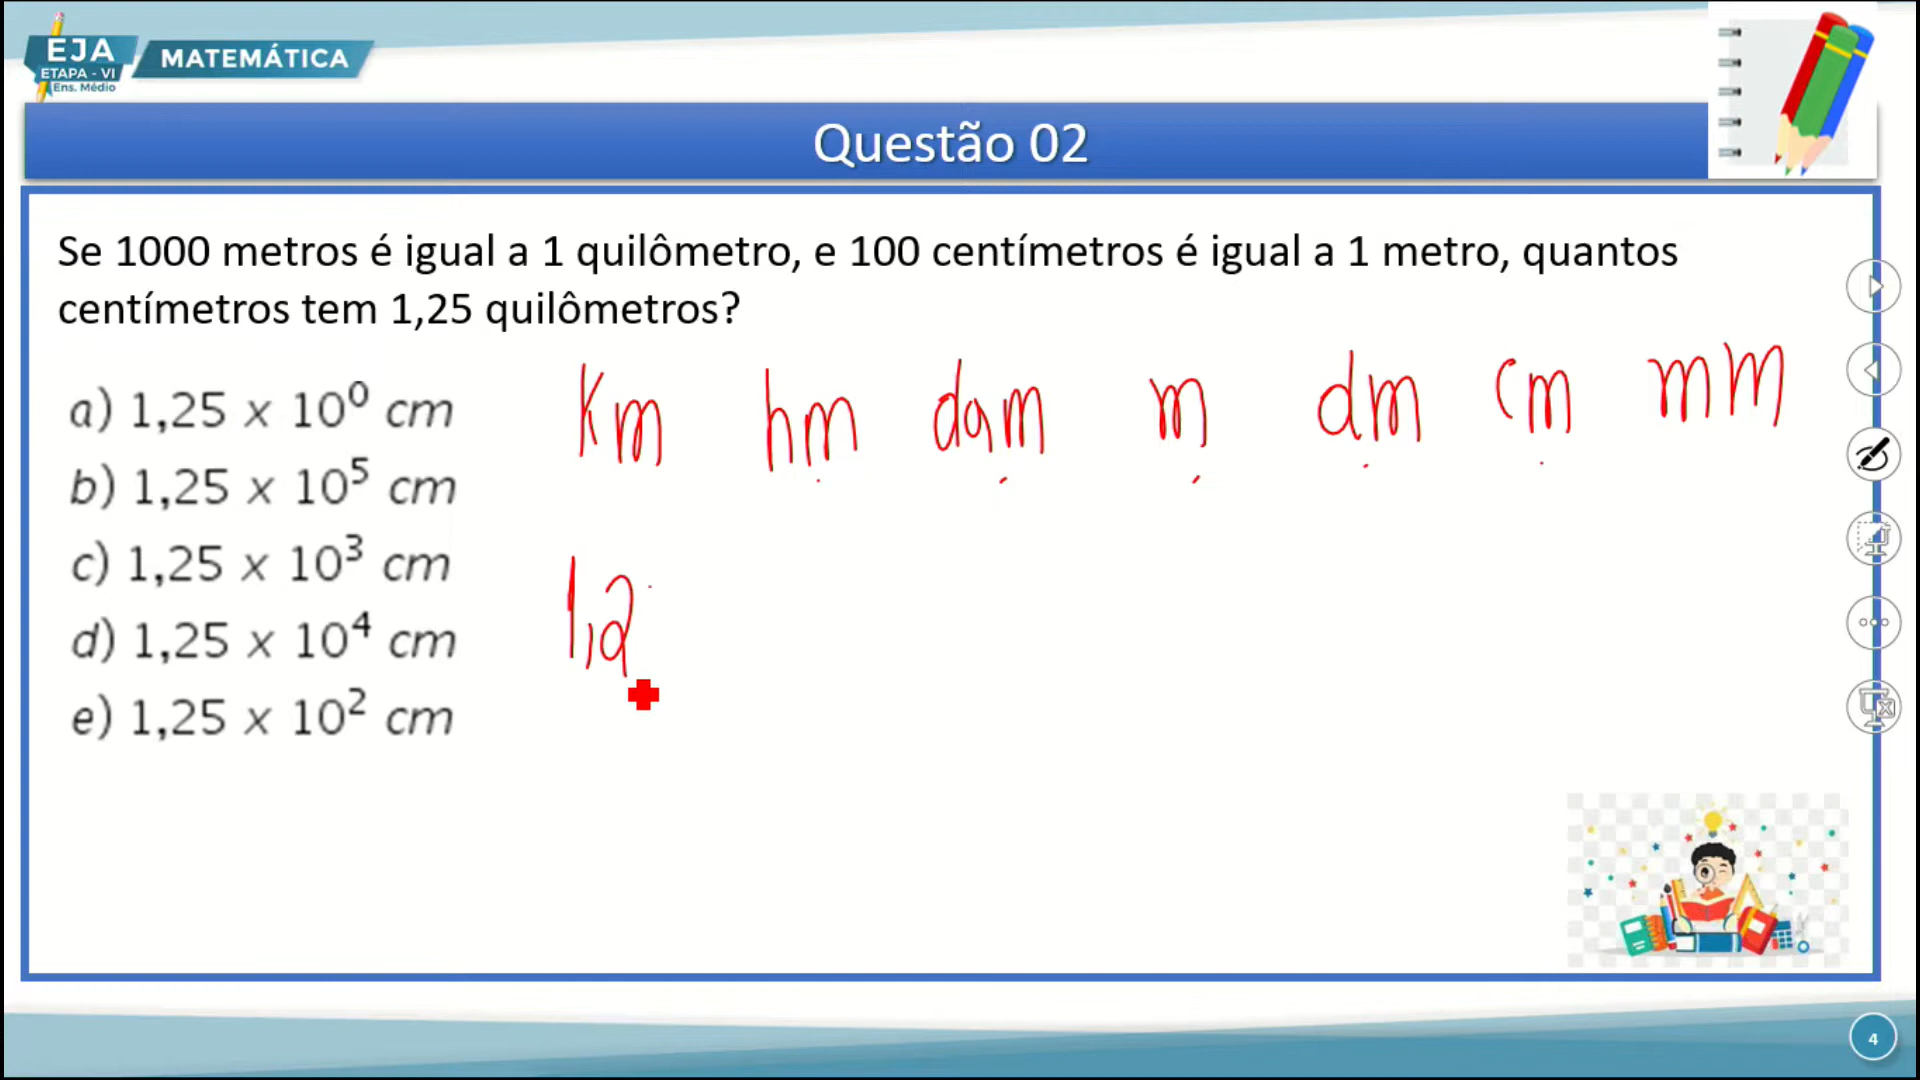 EJA
ETAPA - VI
Ens. Médio
MATEMÁTICA
Questão 02
Se 1000 metros é igual a 1 quilômetro, e 100 centímetros é igual a 1 metro, quantos
centímetros tem 1,25 quilômetros?
a) 1,25 x 10⁰ cm
b) 1,25 x 10⁵ cm
c) 1,25 x 10³ cm
d) 1,25 x 10⁴ cm
e) 1,25 x 10² cm
Km hm dam m dm cm mm
1,2
4